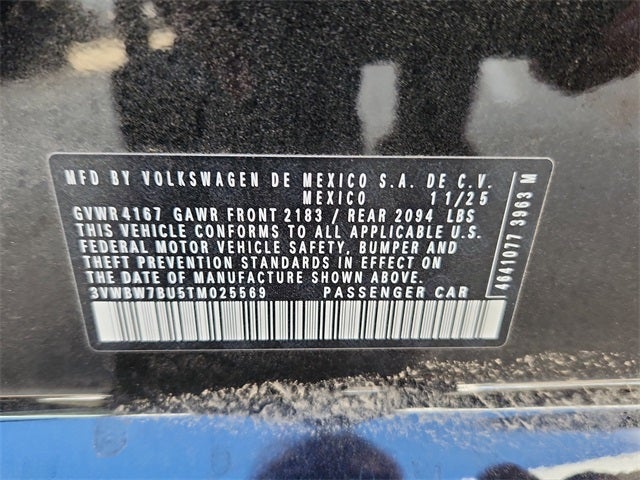 MFD BY VOLKSWAGEN DE MEXICO S.A. DE C.V.
MEXICO 11/25
GVWR 4167 GAWR FRONT 2183 / REAR 2094 LBS
THIS VEHICLE CONFORMS TO ALL APPLICABLE U.S.
FEDERAL MOTOR VEHICLE SAFETY, BUMPER AND
THEFT PREVENTION STANDARDS IN EFFECT ON
THE DATE OF MANUFACTURE SHOWN ABOVE.
3VWBW7BU5TM025569 PASSENGER CAR
4641077 3963 M